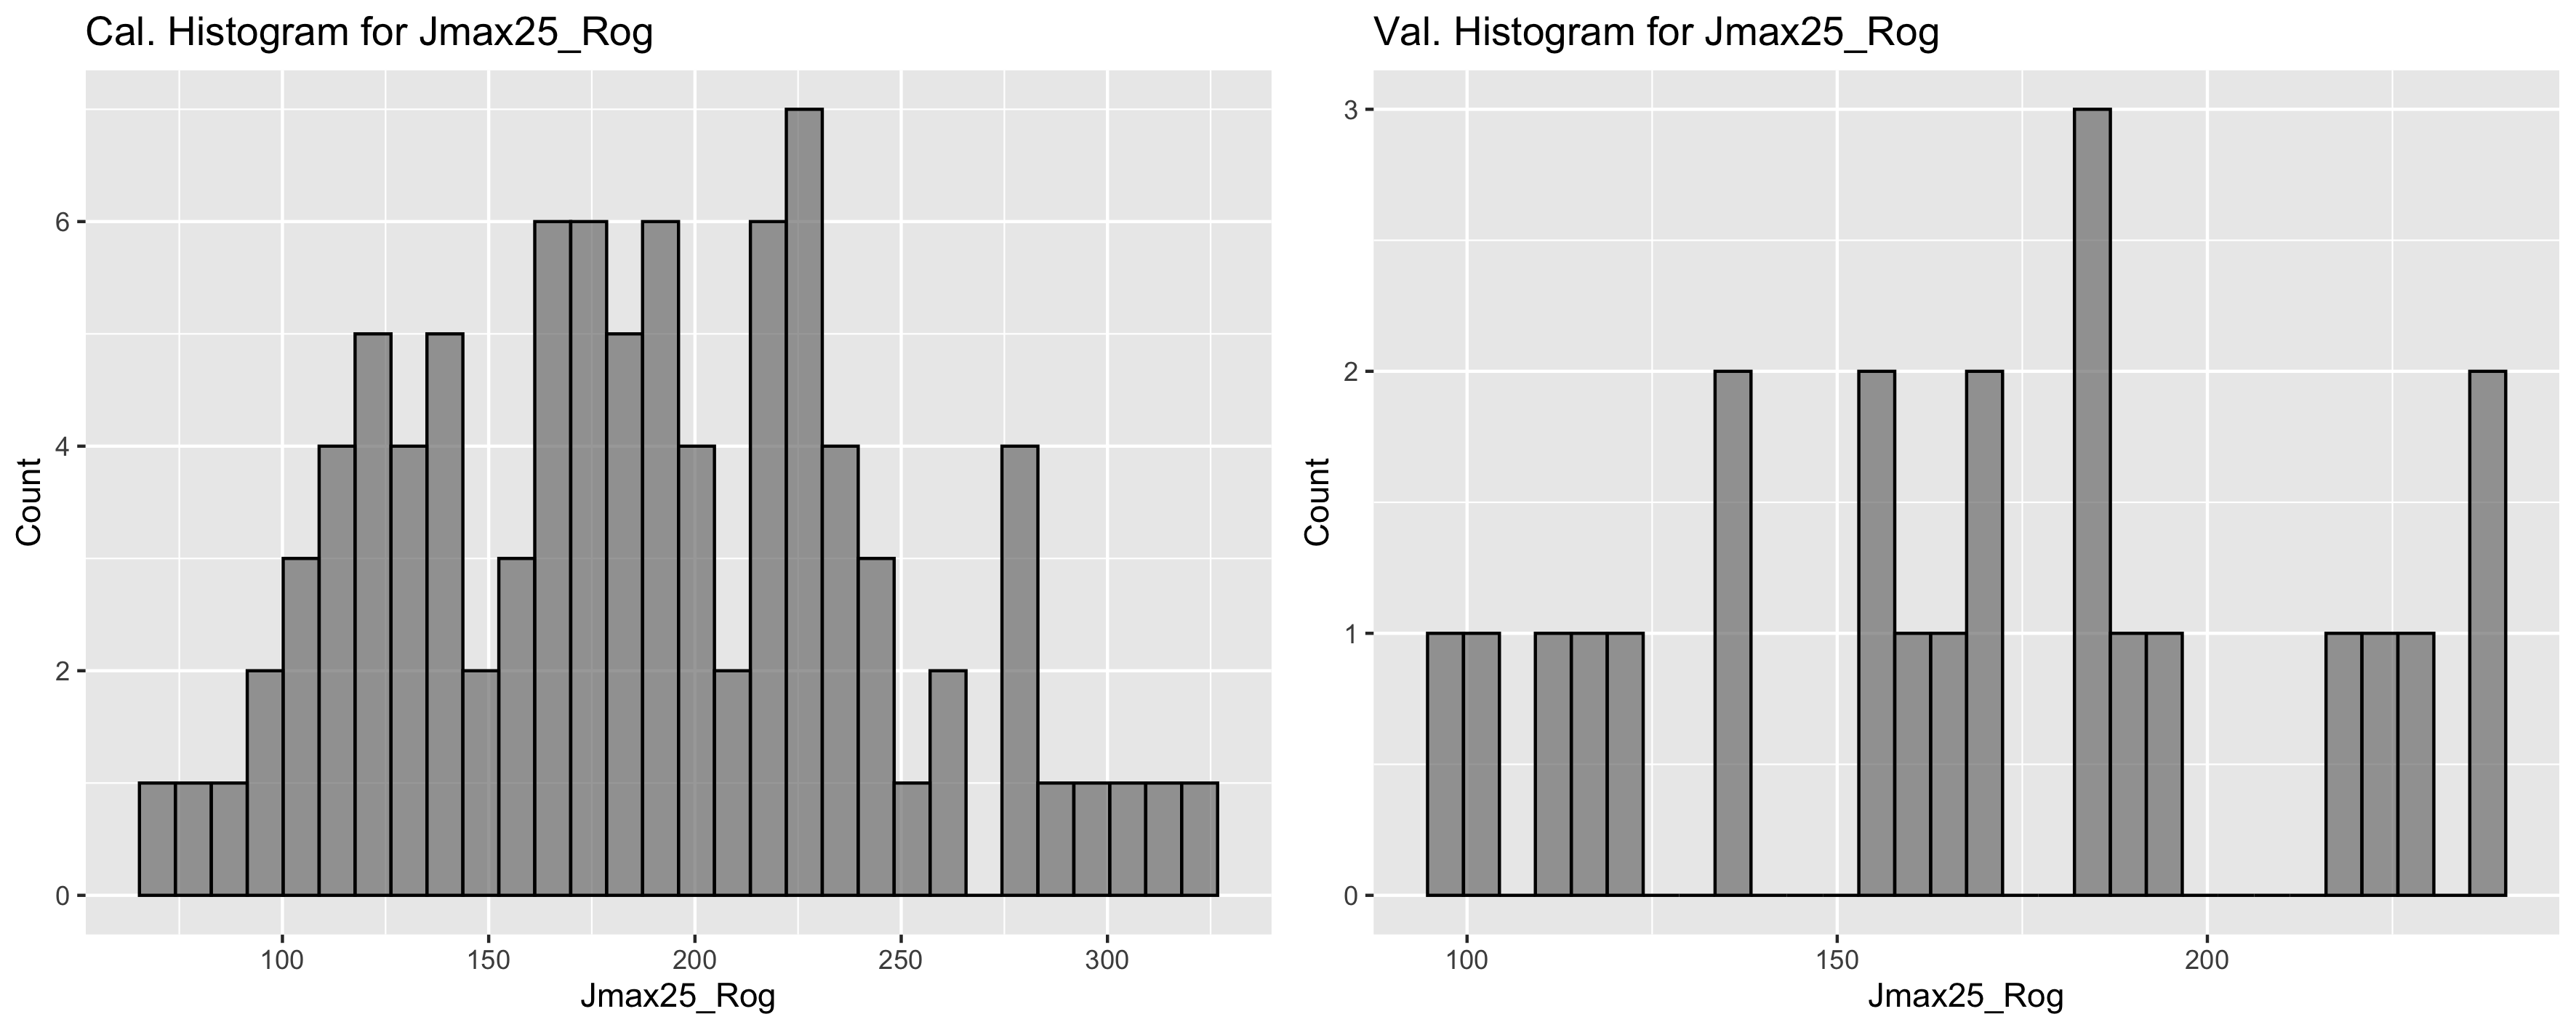 Cal. Histogram for Jmax25_Rog
Count
6
4
2
0
100 150 200 250 300
Jmax25_Rog
Val. Histogram for Jmax25_Rog
Count
3
2
1
0
100 150 200
Jmax25_Rog